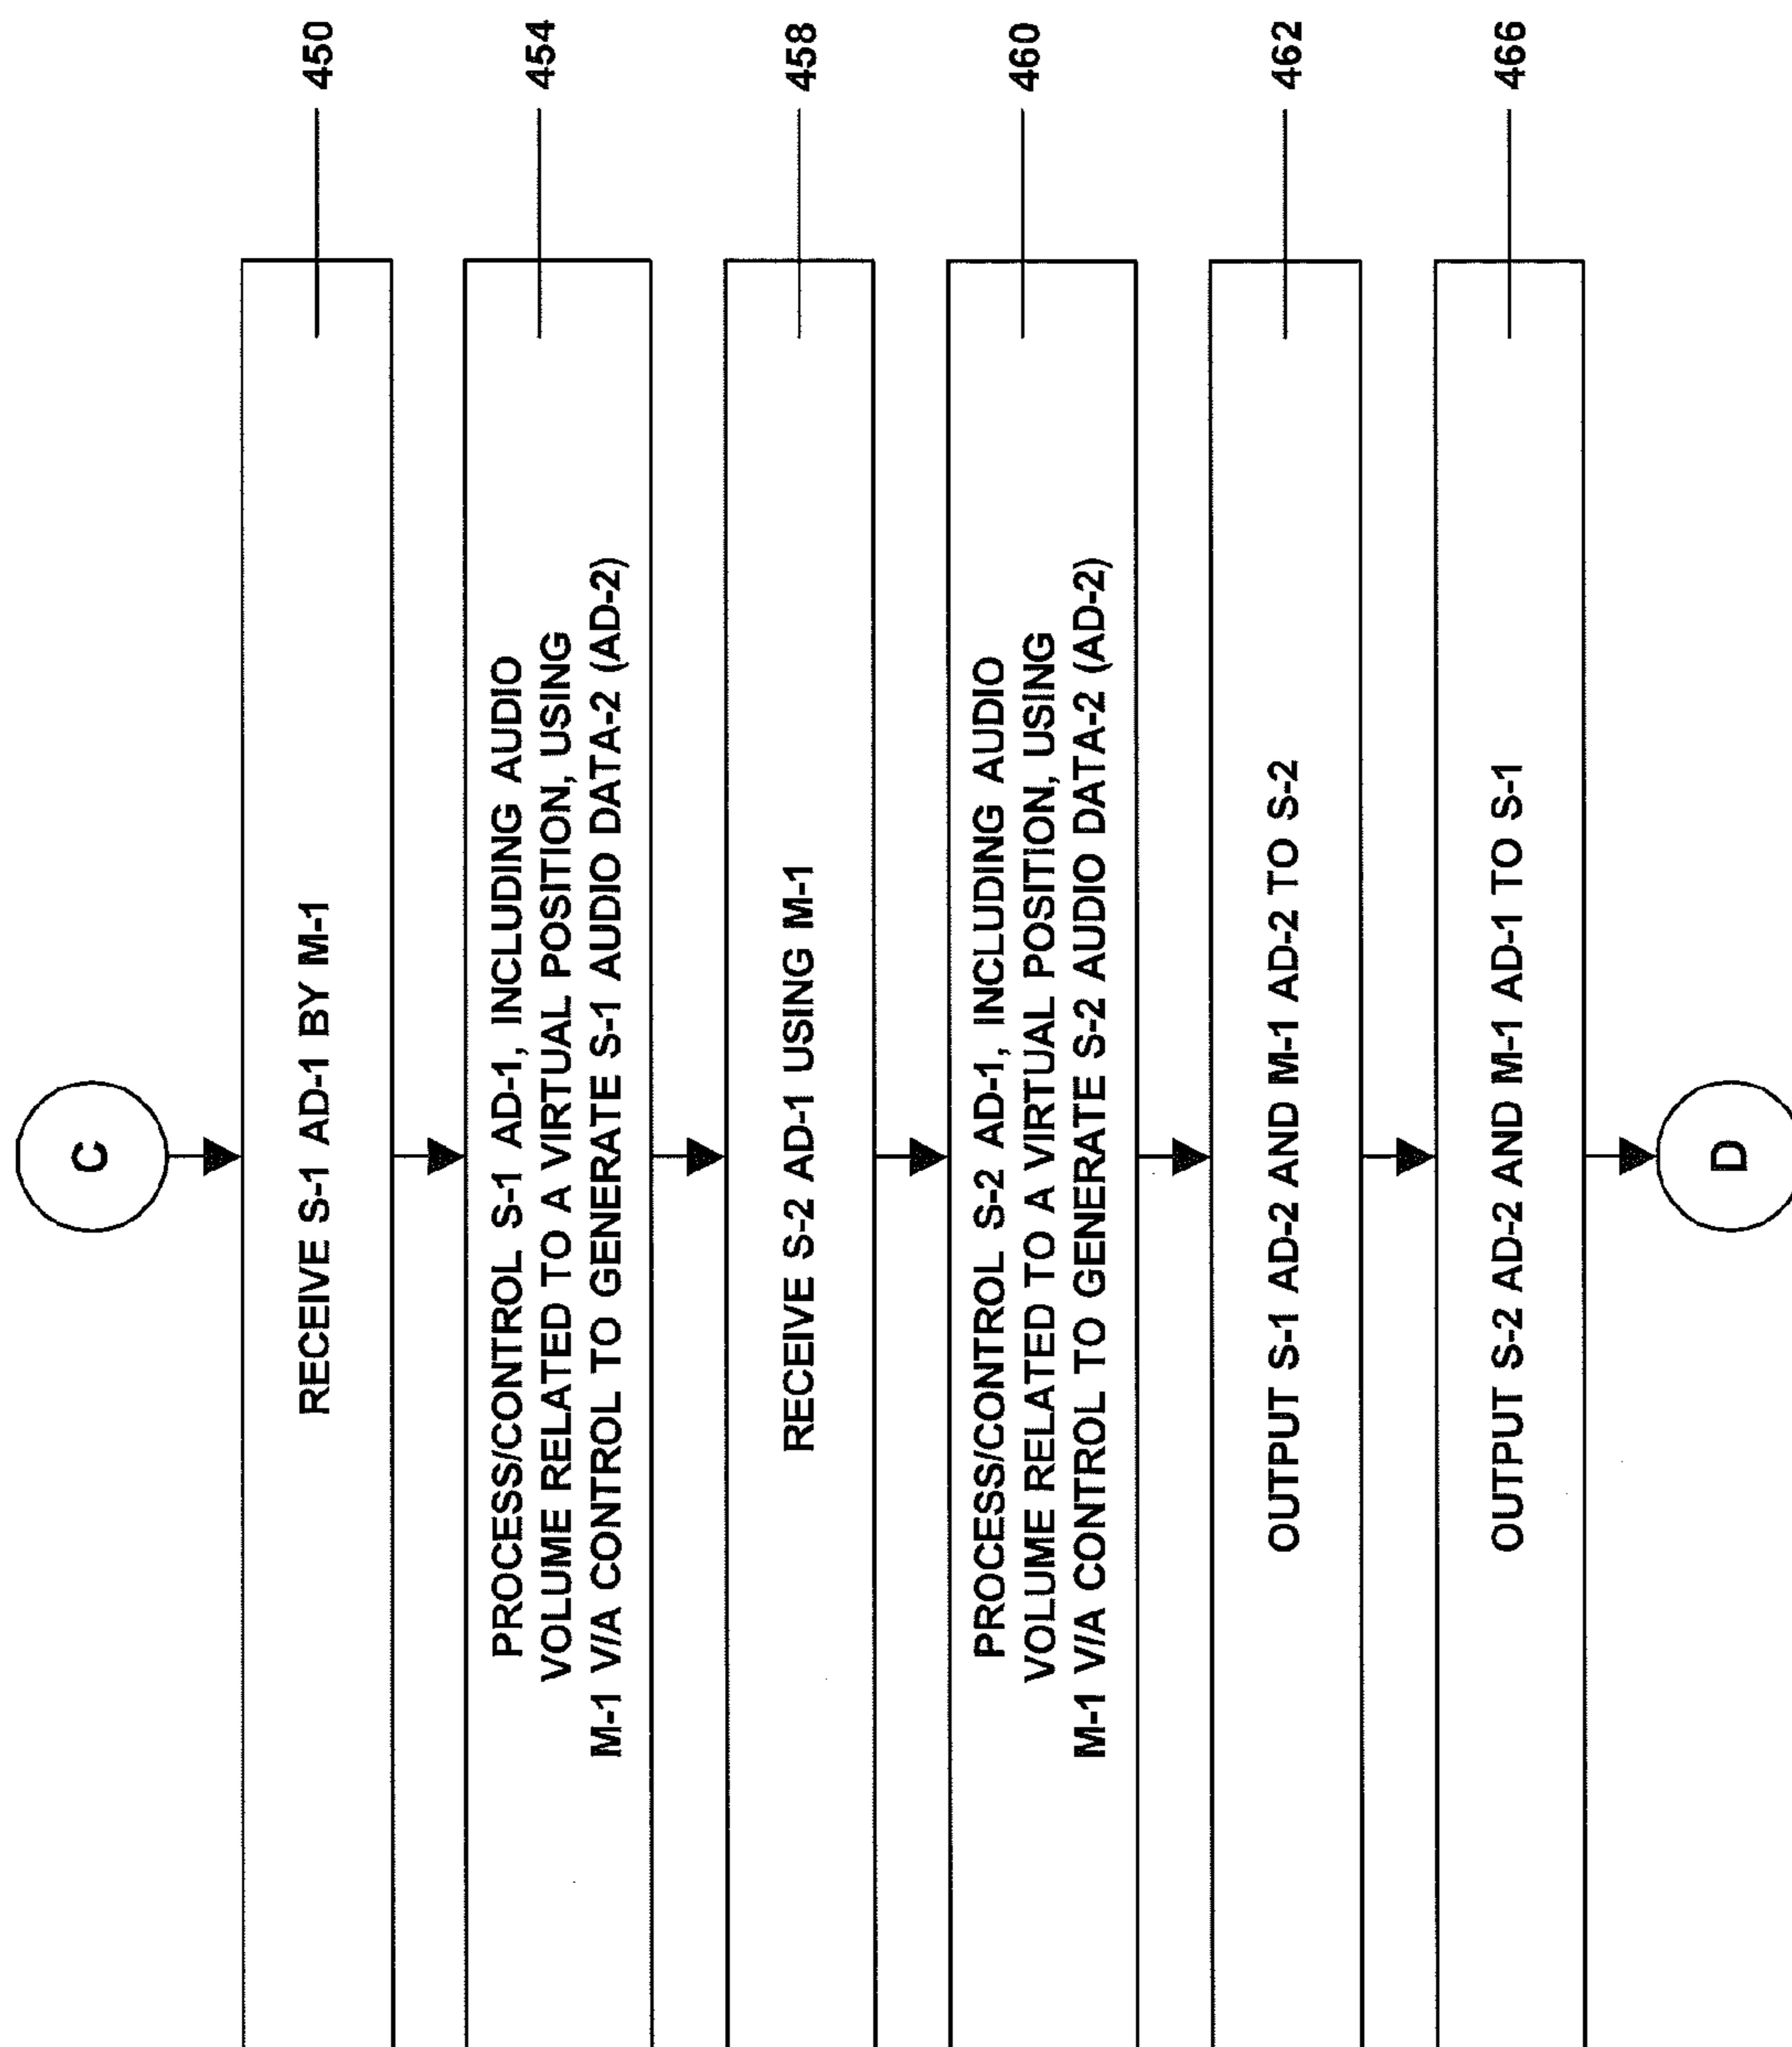 C
RECEIVE S-1 AD-1 BY M-1
450
PROCESS/CONTROL S-1 AD-1, INCLUDING AUDIO
VOLUME RELATED TO A VIRTUAL POSITION, USING
M-1 V/A CONTROL TO GENERATE S-1 AUDIO DATA-2 (AD-2)
454
RECEIVE S-2 AD-1 USING M-1
458
PROCESS/CONTROL S-2 AD-1, INCLUDING AUDIO
VOLUME RELATED TO A VIRTUAL POSITION, USING
M-1 V/A CONTROL TO GENERATE S-2 AUDIO DATA-2 (AD-2)
460
OUTPUT S-1 AD-2 AND M-1 AD-2 TO S-2
462
OUTPUT S-2 AD-2 AND M-1 AD-1 TO S-1
466
D